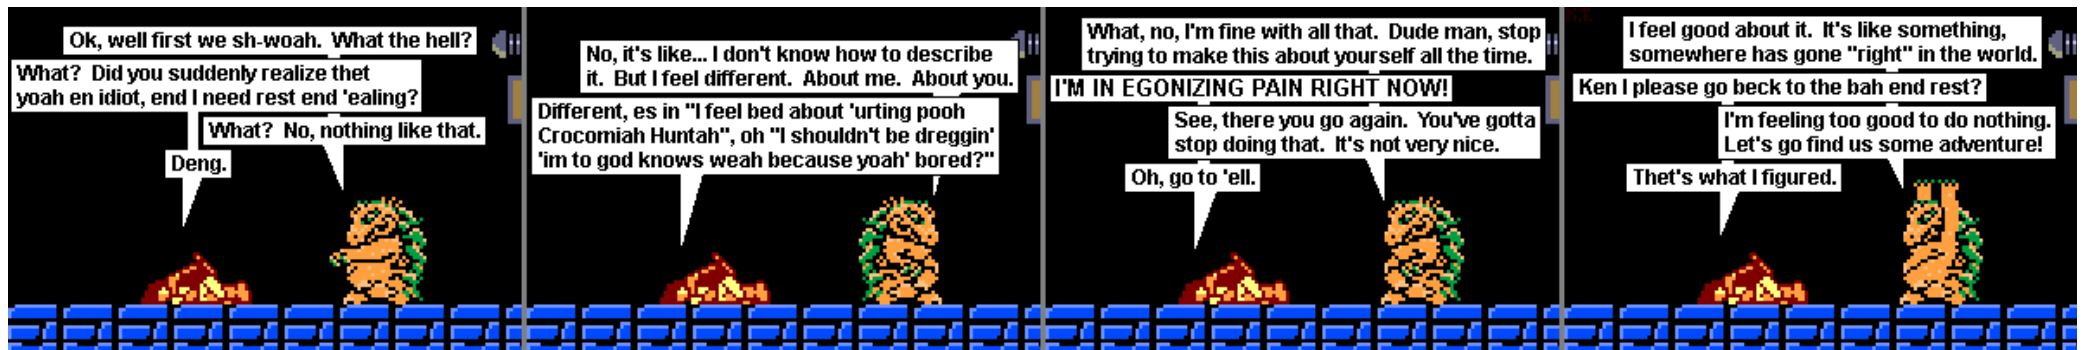 Ok, well first we sh-woah. What the hell?
What? Did you suddenly realize thet
yoah en idiot, end I need rest end 'ealing?
What? No, nothing like that.
Deng.
No, it's like... I don't know how to describe
it. But I feel different. About me. About you.
Different, es in "I feel bed about 'urting pooh
Crocomiah Huntah", oh "I shouldn't be dreggin'
'im to god knows weah because yoah' bored?"
What, no, I'm fine with all that. Dude man, stop
trying to make this about yourself all the time.
I'M IN EGONIZING PAIN RIGHT NOW!
See, there you go again. You've gotta
stop doing that. It's not very nice.
Oh, go to 'ell.
I feel good about it. It's like something,
somewhere has gone "right" in the world.
Ken I please go beck to the bah end rest?
I'm feeling too good to do nothing.
Let's go find us some adventure!
Thet's what I figured.